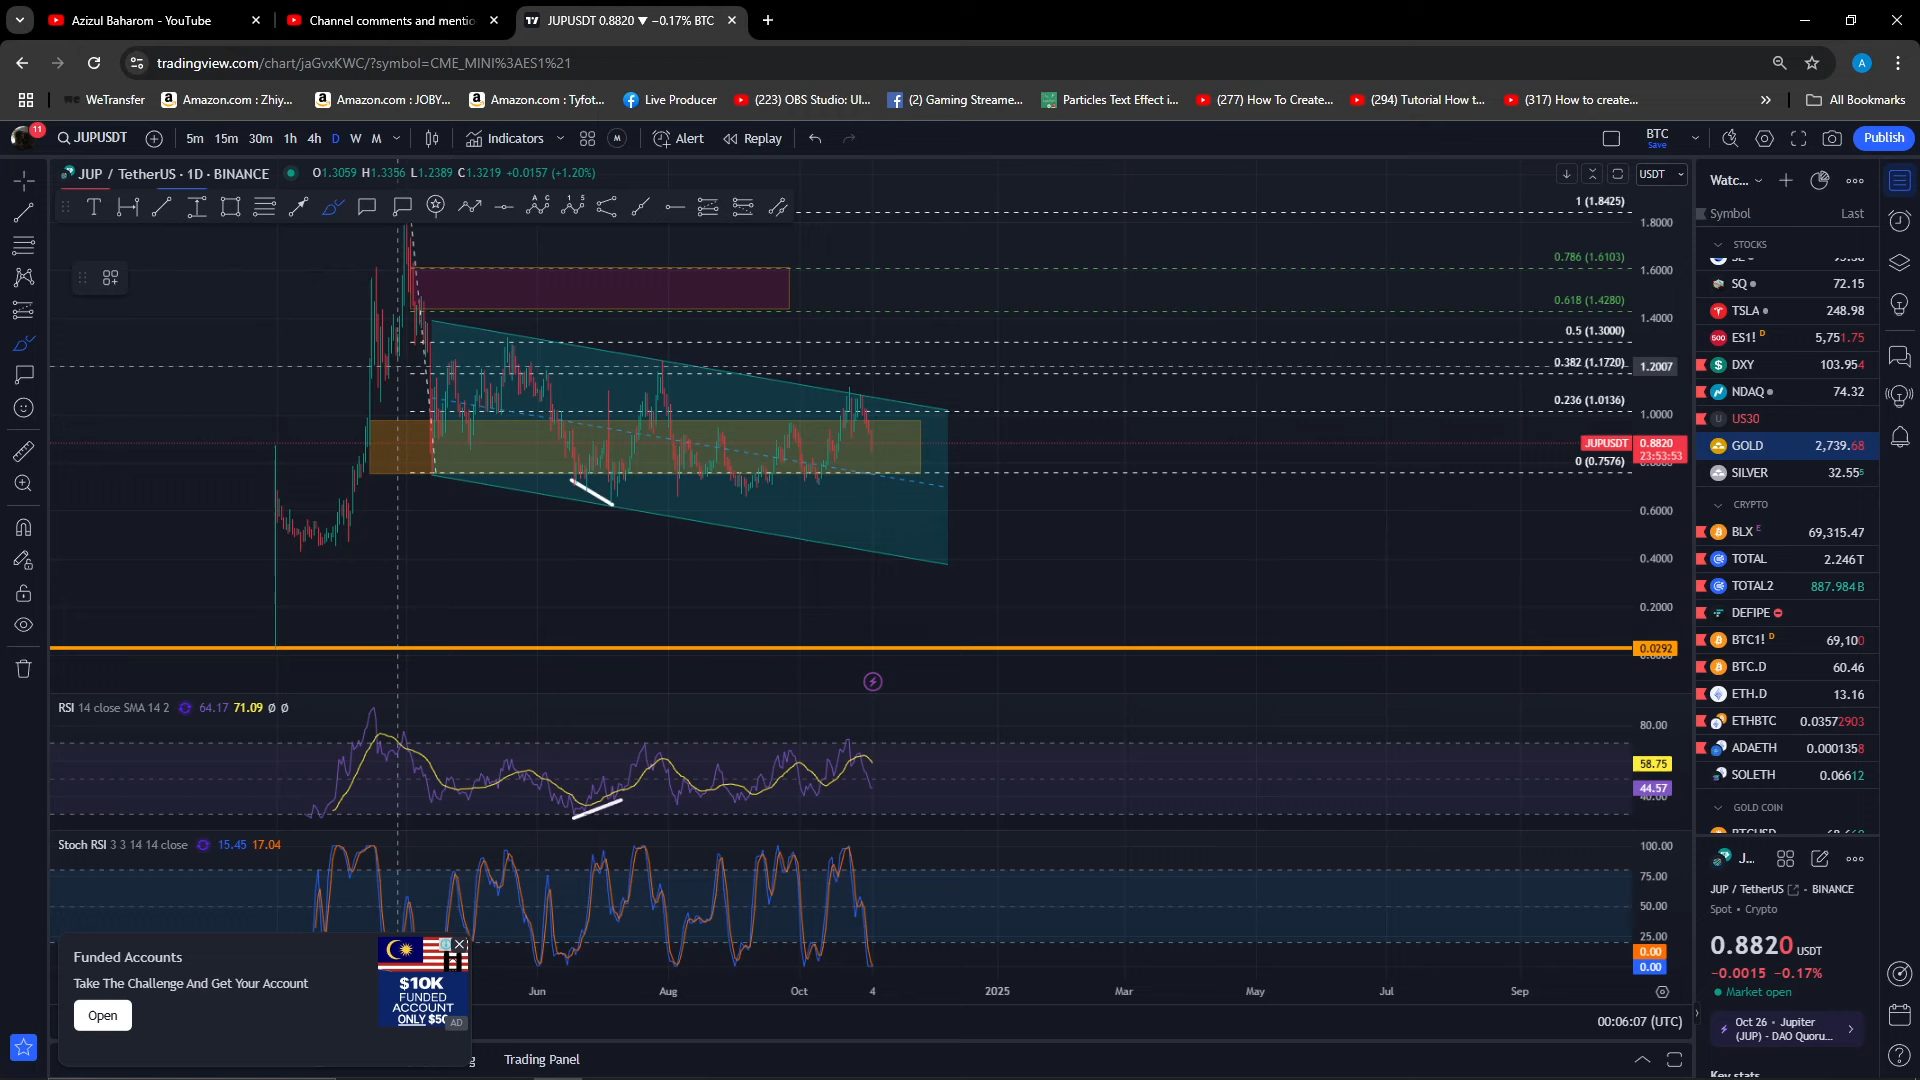 Azizul Baharom - YouTube
Channel comments and mentio
JUPUSDT 0.8820 ▼ −0.17% BTC
tradingview.com/chart/jaGvxKWC/?symbol=CME_MINI%3AES1%21
WeTransfer
Amazon.com : Zhiy...
Amazon.com : JOBY...
Amazon.com : Tyfot...
Live Producer
(223) OBS Studio: Ul...
(2) Gaming Streame...
Particles Text Effect i...
(277) How To Create...
(294) Tutorial How t...
(317) How to create...
All Bookmarks
11
JUPUSDT
5m 15m 30m 1h 4h D W M
Indicators
Alert
Replay
BTC
Save
Publish
JUP / TetherUS · 1D · BINANCE
O1.3059 H1.3356 L1.2389 C1.3219 +0.0157 (+1.20%)
USDT
1 (1.8425)
1.8000
0.786 (1.6103)
1.6000
0.618 (1.4280)
1.4000
0.5 (1.3000)
0.382 (1.1720)
1.2007
0.236 (1.0136)
1.0000
JUPUSDT 0.8820
23:53:53
0 (0.7576)
0.6000
0.4000
0.2000
0.0292
RSI 14 close SMA 14 2 64.17 71.09 ø ø
80.00
58.75
44.57
40.00
Stoch RSI 3 3 14 14 close 15.45 17.04
100.00
75.00
50.00
25.00
0.00
0.00
Jun
Aug
Oct
4
2025
Mar
May
Jul
Sep
00:06:07 (UTC)
Trading Panel
Funded Accounts
Take The Challenge And Get Your Account
Open
$10K
FUNDED
ACCOUNT
ONLY $50
AD
Watc...
Symbol Last
STOCKS
SQ 72.15
TSLA 248.98
ES1! D 5,751.75
DXY 103.954
NDAQ 74.32
US30
GOLD 2,739.68
SILVER 32.555
CRYPTO
BLX E 69,315.47
TOTAL 2.246T
TOTAL2 887.984B
DEFIPE
BTC1! D 69,100
BTC.D 60.46
ETH.D 13.16
ETHBTC 0.03572903
ADAETH 0.0001358
SOLETH 0.06612
GOLD COIN
J...
JUP / TetherUS · BINANCE
Spot • Crypto
0.8820 USDT
−0.0015 −0.17%
Market open
Oct 26 • Jupiter
(JUP) - DAO Quoru...
Key stats